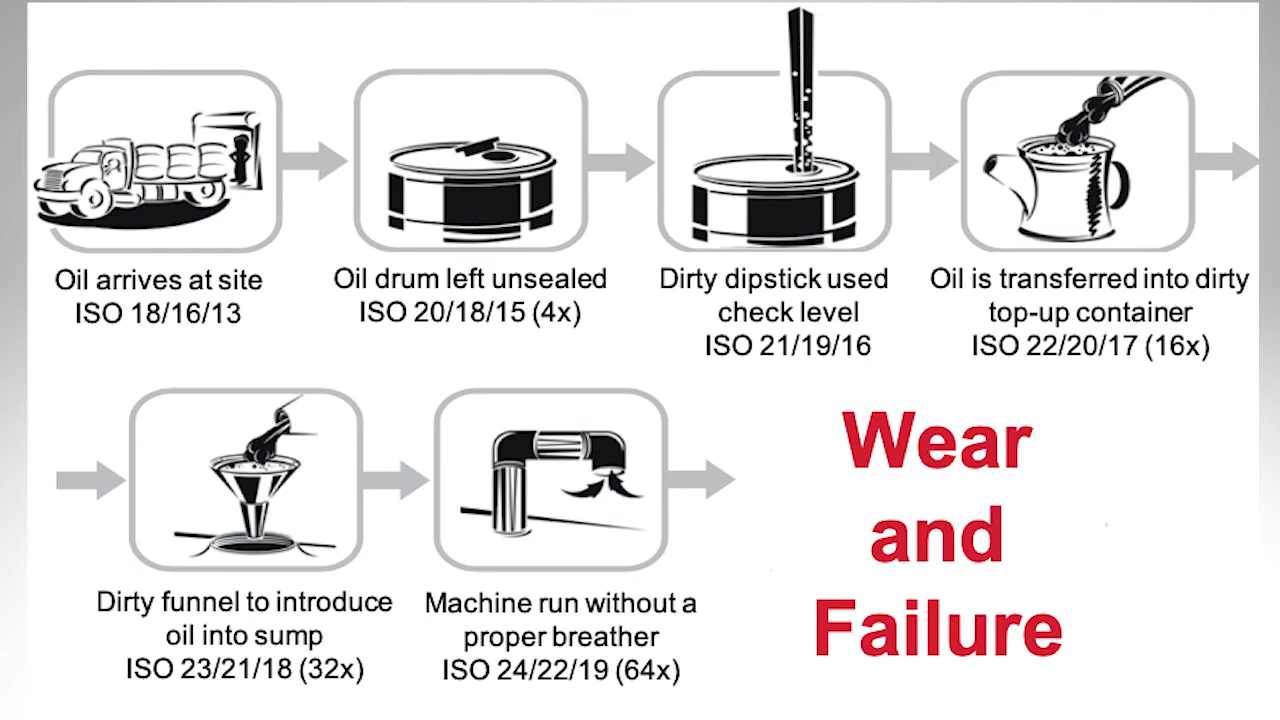 Oil arrives at site
ISO 18/16/13
Oil drum left unsealed
ISO 20/18/15 (4x)
Dirty dipstick used
check level
ISO 21/19/16
Oil is transferred into dirty
top-up container
ISO 22/20/17 (16x)
Dirty funnel to introduce
oil into sump
ISO 23/21/18 (32x)
Machine run without a
proper breather
ISO 24/22/19 (64x)
Wear
and
Failure